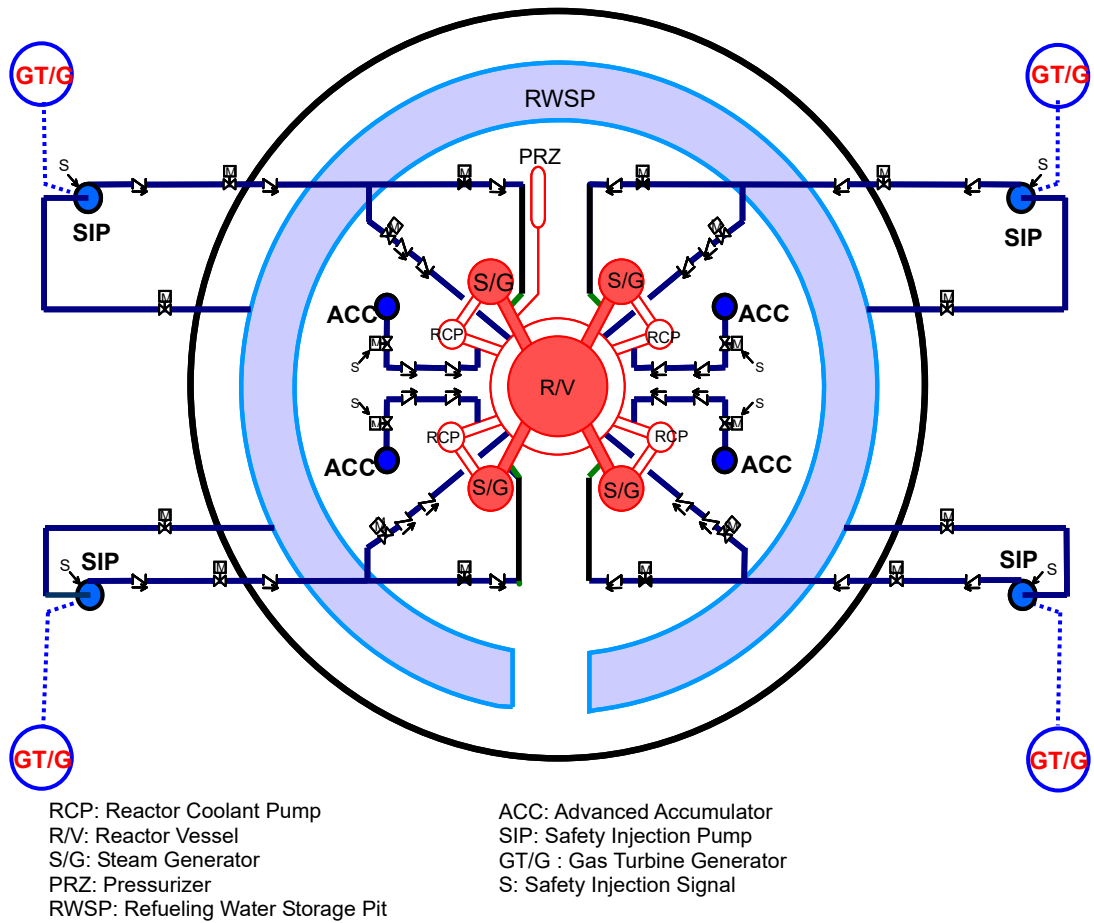 GT/G
GT/G
RWSP
PRZ
M
M
M
M
S
S
SIP
SIP
M
M
S/G
S/G
M
M
ACC
ACC
RCP
RCP
M
M
S
S
R/V
S
S
M
M
ACC
ACC
RCP
RCP
S/G
S/G
M
M
M
M
SIP
SIP
S
S
M
M
M
M
GT/G
GT/G
RCP: Reactor Coolant Pump
R/V: Reactor Vessel
S/G: Steam Generator
PRZ: Pressurizer
RWSP: Refueling Water Storage Pit
ACC: Advanced Accumulator
SIP: Safety Injection Pump
GT/G : Gas Turbine Generator
S: Safety Injection Signal